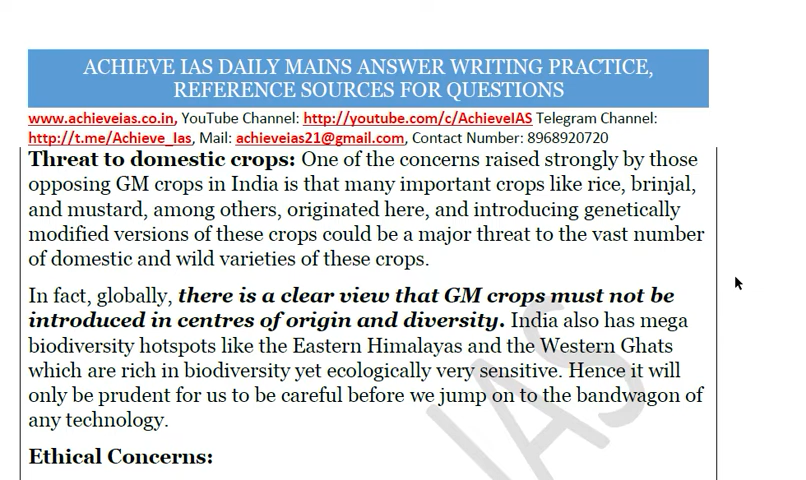 ACHIEVE IAS DAILY MAINS ANSWER WRITING PRACTICE,
REFERENCE SOURCES FOR QUESTIONS
www.achieveias.co.in, YouTube Channel: http://youtube.com/c/AchieveIAS Telegram Channel:
http://t.me/Achieve_Ias, Mail: achieveias21@gmail.com, Contact Number: 8968920720
Threat to domestic crops: One of the concerns raised strongly by those
opposing GM crops in India is that many important crops like rice, brinjal,
and mustard, among others, originated here, and introducing genetically
modified versions of these crops could be a major threat to the vast number
of domestic and wild varieties of these crops.
In fact, globally, there is a clear view that GM crops must not be
introduced in centres of origin and diversity. India also has mega
biodiversity hotspots like the Eastern Himalayas and the Western Ghats
which are rich in biodiversity yet ecologically very sensitive. Hence it will
only be prudent for us to be careful before we jump on to the bandwagon of
any technology.
Ethical Concerns:
IAS